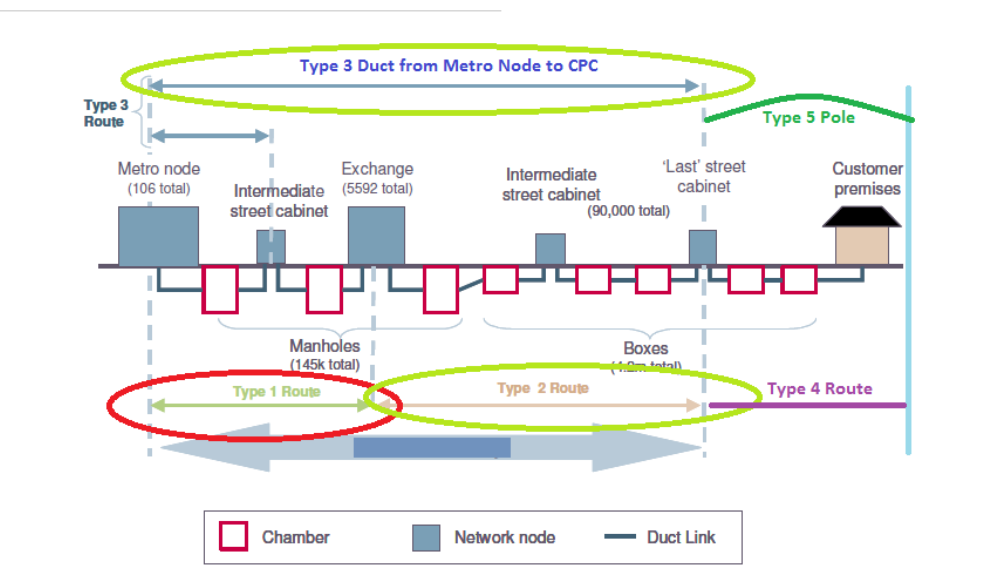 Type 3 Duct from Metro Node to CPC
Type 3
Route
Type 5 Pole
Metro node
(106 total)
Intermediate
street cabinet
Exchange
(5592 total)
Intermediate
street cabinet
(90,000 total)
‘Last’ street
cabinet
Customer
premises
Manholes
(145k total)
Boxes
total)
Type 1 Route
Type 2 Route
Type 4 Route
Chamber
Network node
Duct Link